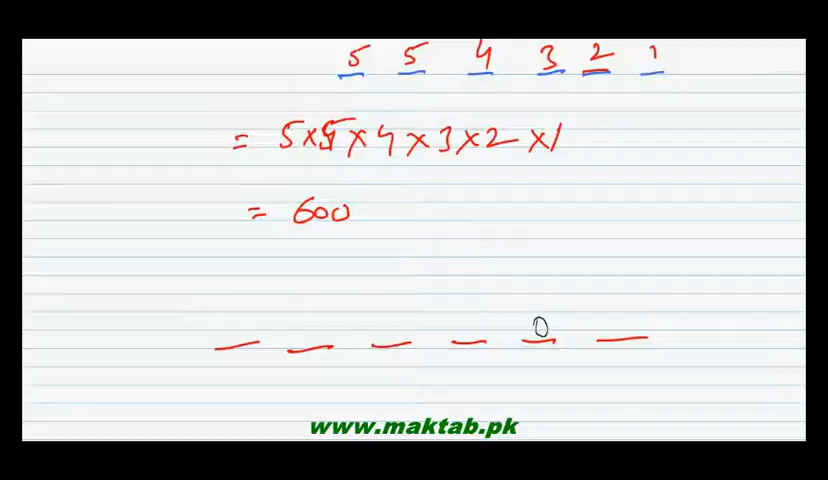 5 5 4 3 2 1
= 5×5×4×3×2×1
= 600
0
www.maktab.pk